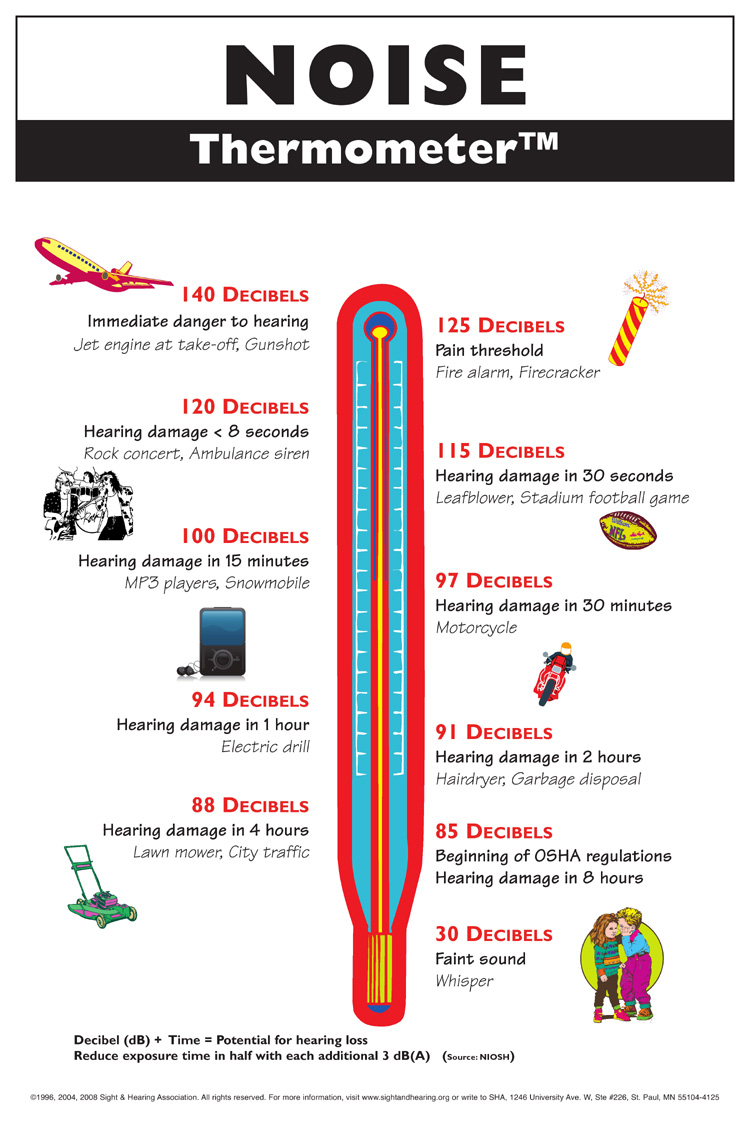 NOISE
Thermometer™
140 DECIBELS
Immediate danger to hearing
Jet engine at take-off, Gunshot
125 DECIBELS
Pain threshold
Fire alarm, Firecracker
120 DECIBELS
Hearing damage < 8 seconds
Rock concert, Ambulance siren
115 DECIBELS
Hearing damage in 30 seconds
Leafblower, Stadium football game
NFL
100 DECIBELS
Hearing damage in 15 minutes
MP3 players, Snowmobile
97 DECIBELS
Hearing damage in 30 minutes
Motorcycle
94 DECIBELS
Hearing damage in 1 hour
Electric drill
91 DECIBELS
Hearing damage in 2 hours
Hairdryer, Garbage disposal
88 DECIBELS
Hearing damage in 4 hours
Lawn mower, City traffic
85 DECIBELS
Beginning of OSHA regulations
Hearing damage in 8 hours
30 DECIBELS
Faint sound
Whisper
Decibel (dB) + Time = Potential for hearing loss
Reduce exposure time in half with each additional 3 dB(A) (Source: NIOSH)
©1996, 2004, 2008 Sight & Hearing Association. All rights reserved. For more information, visit www.sightandhearing.org or write to SHA, 1246 University Ave. W, Ste #226, St. Paul, MN 55104-4125